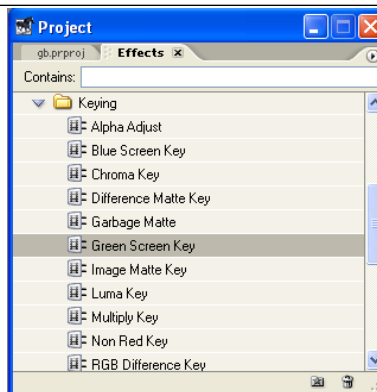 Project
gb.prproj Effects
Contains:
Keying
Alpha Adjust
Blue Screen Key
Chroma Key
Difference Matte Key
Garbage Matte
Green Screen Key
Image Matte Key
Luma Key
Multiply Key
Non Red Key
RGB Difference Key